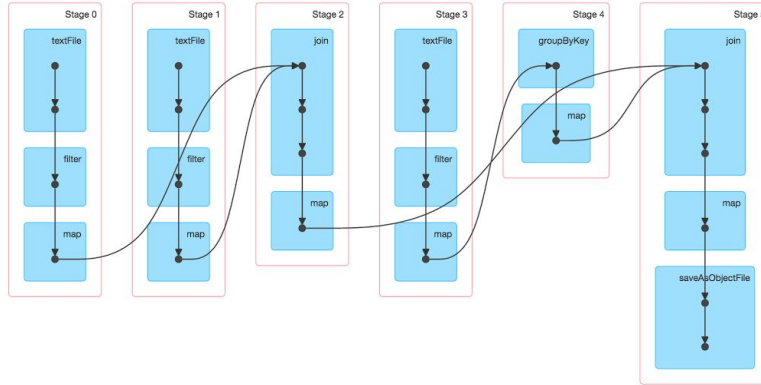 Stage 0
textFile
filter
map
Stage 1
textFile
filter
map
Stage 2
join
map
Stage 3
textFile
filter
map
Stage 4
groupByKey
map
Stage
join
map
saveAsObjectFile